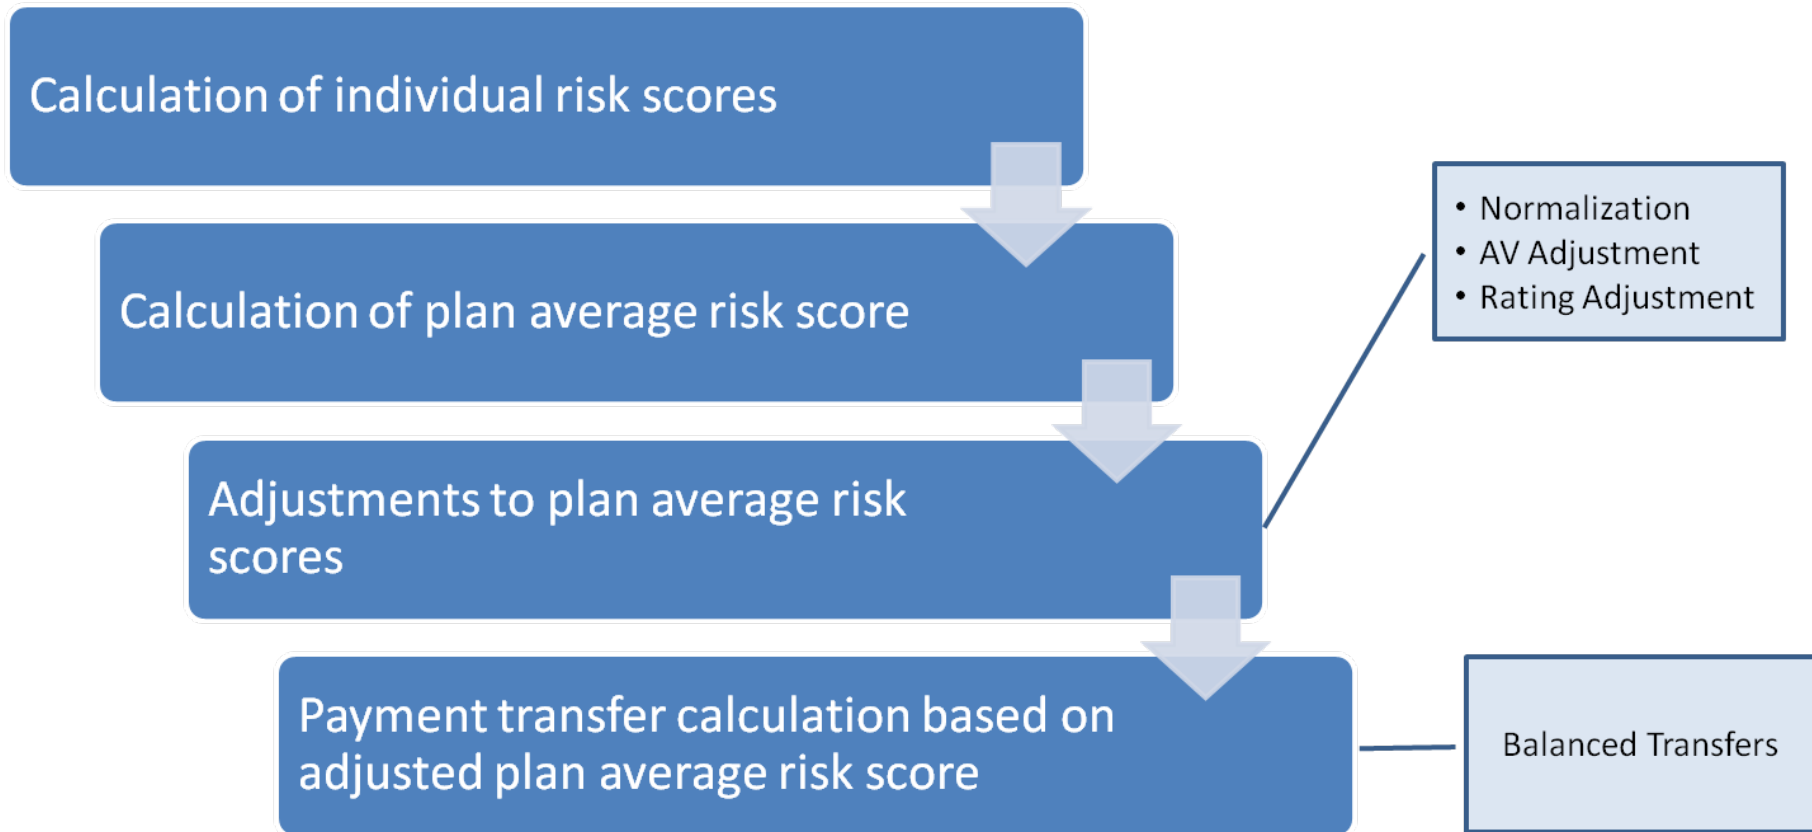 Calculation of individual risk scores
Calculation of plan average risk score
Adjustments to plan average risk
scores
Payment transfer calculation based on
adjusted plan average risk score
• Normalization
• AV Adjustment
• Rating Adjustment
Balanced Transfers